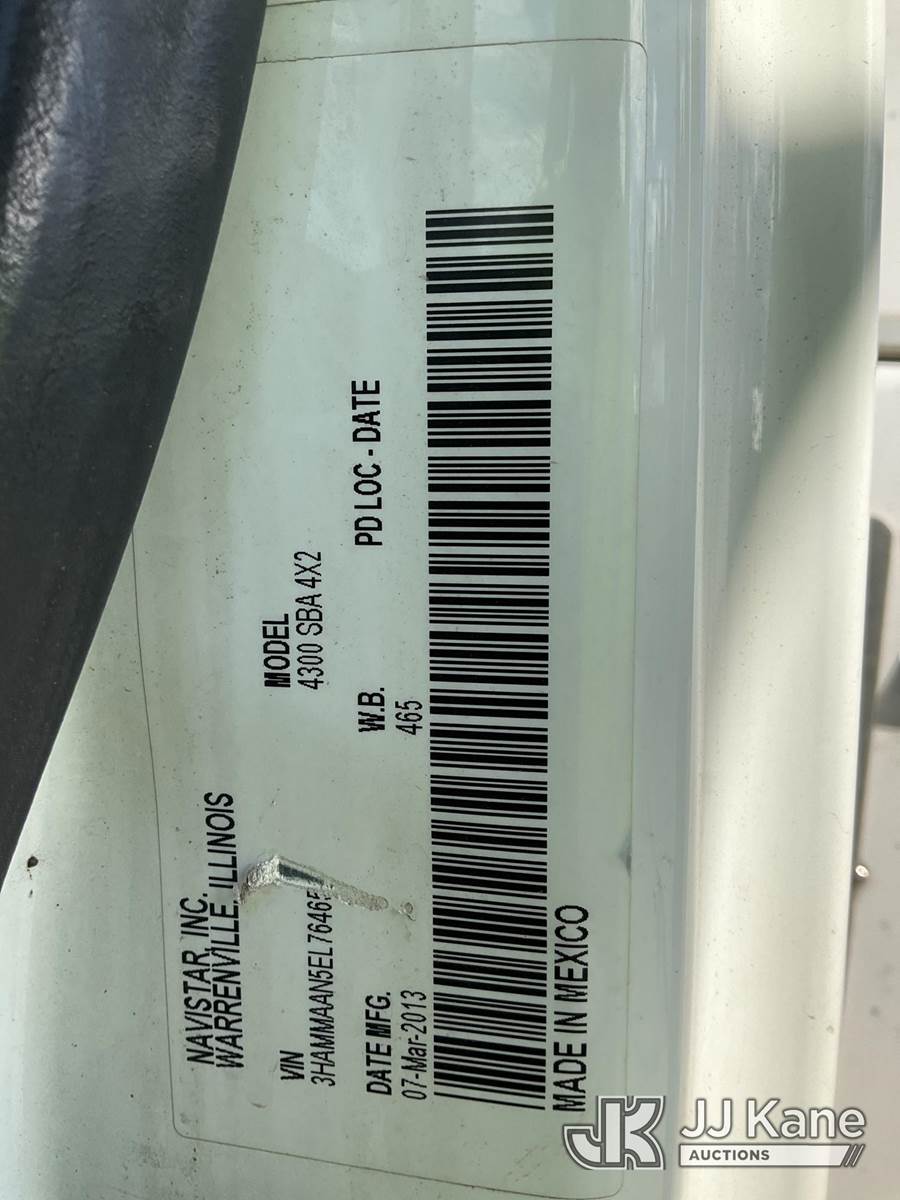 NAVISTAR, INC.
WARRENVILLE, ILLINOIS
VIN
MODEL
4300 SBA 4X2
DATE MFG.
07-Mar-2013
W.B.
465
PD LOC - DATE
MADE IN MEXICO
JK JJ Kane
AUCTIONS